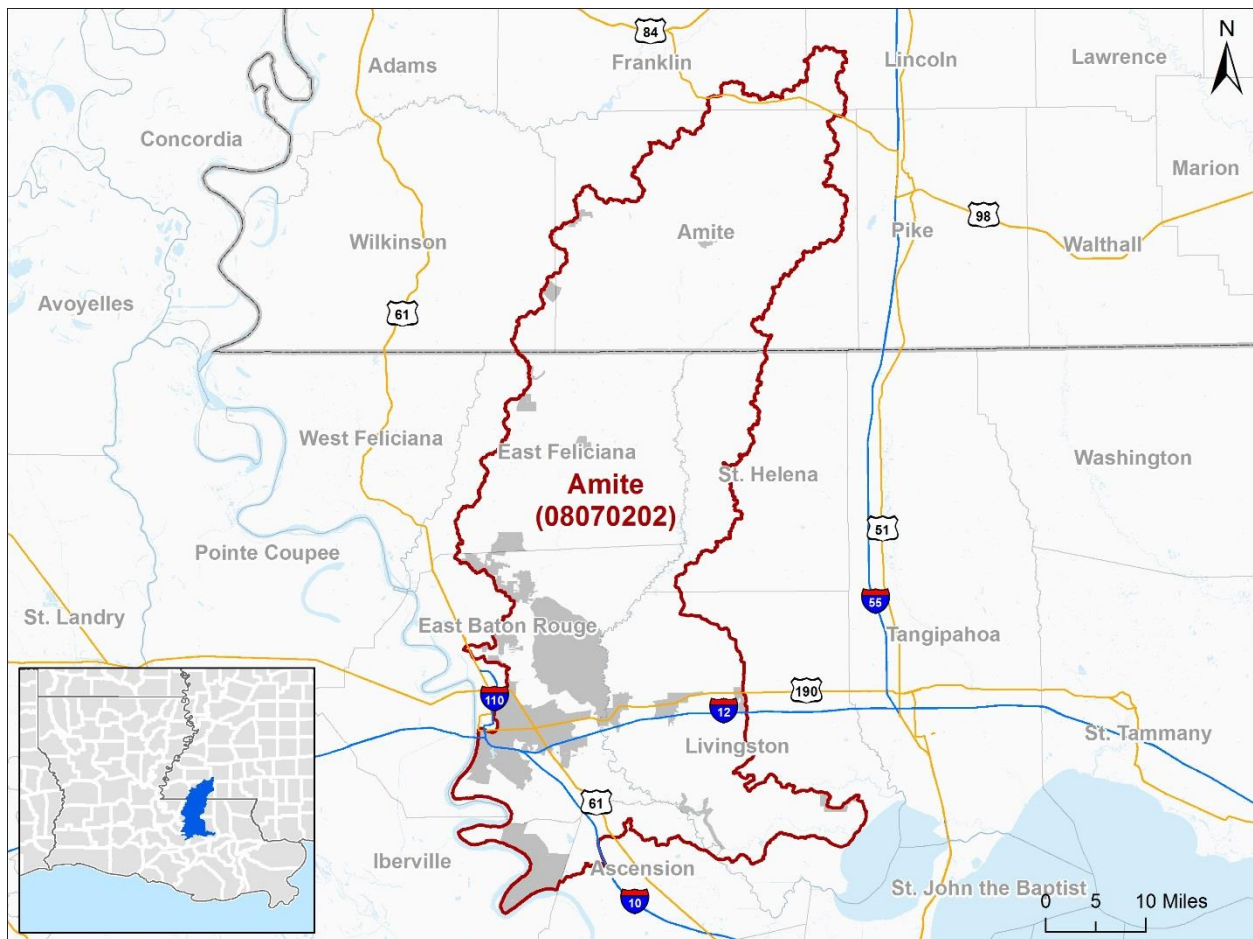 84
N
Adams
Franklin
Lincoln
Lawrence
Concordia
Marion
98
Wilkinson
Amite
Pike
Walthall
Avoyelles
61
West Feliciana
East Feliciana
St. Helena
Washington
Amite
(08070202)
51
Pointe Coupee
55
St. Landry
East Baton Rouge
Tangipahoa
110
190
12
Livingston
St. Tammany
61
Iberville
Ascension
St. John the Baptist
10
0 5 10 Miles